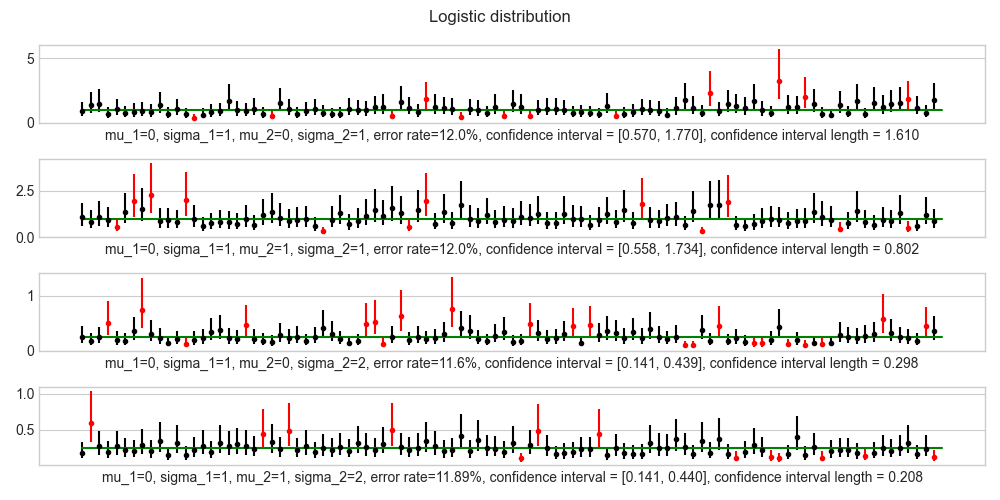 Logistic distribution
5
0
mu_1=0, sigma_1=1, mu_2=0, sigma_2=1, error rate=12.0%, confidence interval = [0.570, 1.770], confidence interval length = 1.610
2.5
0.0
mu_1=0, sigma_1=1, mu_2=1, sigma_2=1, error rate=12.0%, confidence interval = [0.558, 1.734], confidence interval length = 0.802
1
0
mu_1=0, sigma_1=1, mu_2=0, sigma_2=2, error rate=11.6%, confidence interval = [0.141, 0.439], confidence interval length = 0.298
1.0
0.5
mu_1=0, sigma_1=1, mu_2=1, sigma_2=2, error rate=11.89%, confidence interval = [0.141, 0.440], confidence interval length = 0.208